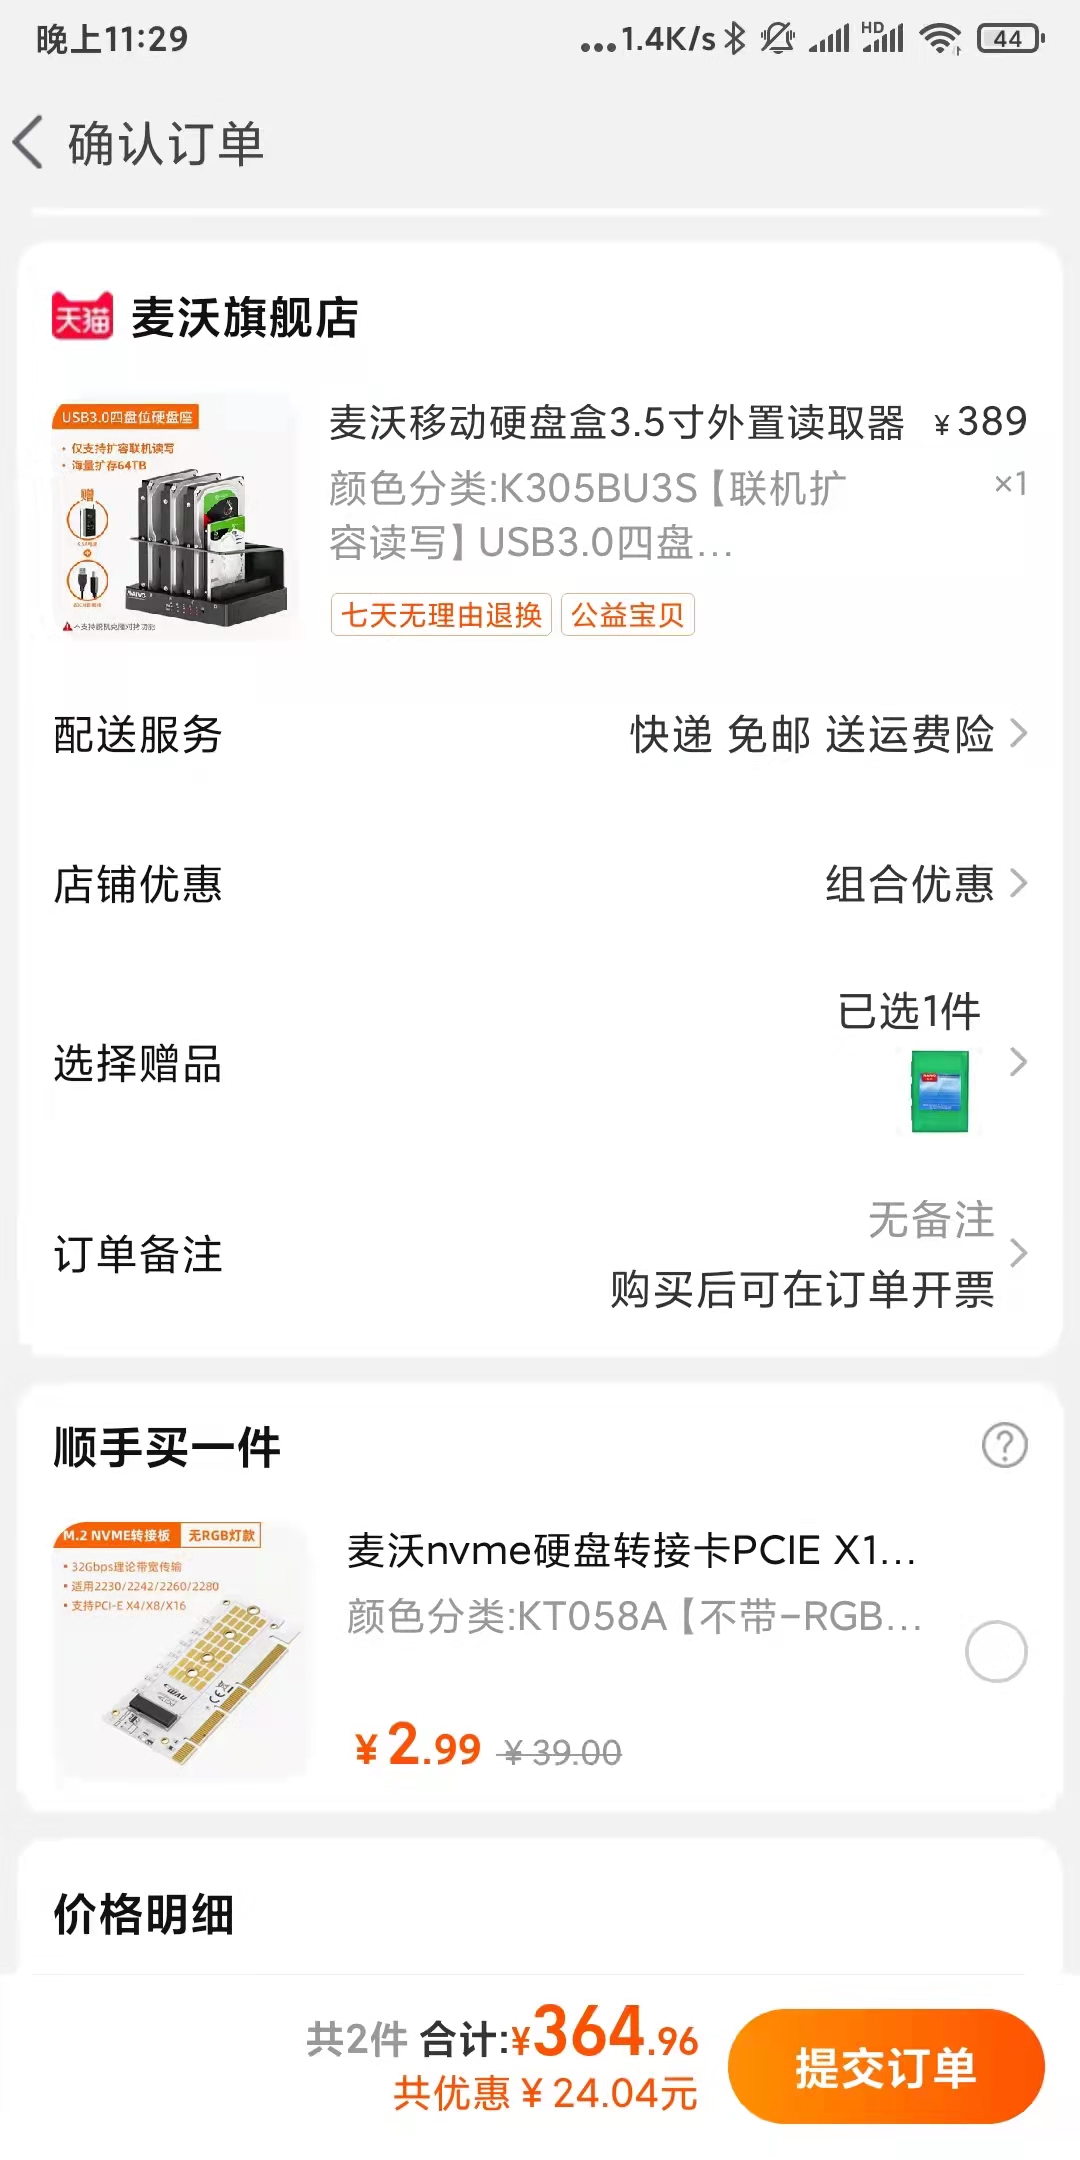 晚上11:29
...1.4K/s HD 44
确认订单
天猫 麦沃旗舰店
USB3.0四盘位硬盘座
• 仅支持扩容联机读写
• 海量扩存64TB
赠
不支持脱机克隆对拷功能
麦沃移动硬盘盒3.5寸外置读取器 ¥389
颜色分类:K305BU3S【联机扩 ×1
容读写】USB3.0四盘...
七天无理由退换 公益宝贝
配送服务 快递 免邮 送运费险
店铺优惠 组合优惠
已选1件
选择赠品
无备注
订单备注
购买后可在订单开票
顺手买一件
M.2 NVME转接板 无RGB灯款
• 32Gbps理论带宽传输
• 适用2230/2242/2260/2280
• 支持PCI-E X4/X8/X16
麦沃nvme硬盘转接卡PCIE X1...
颜色分类:KT058A【不带-RGB...
¥2.99 ¥39.00
价格明细
共2件 合计:¥364.96
共优惠¥24.04元
提交订单